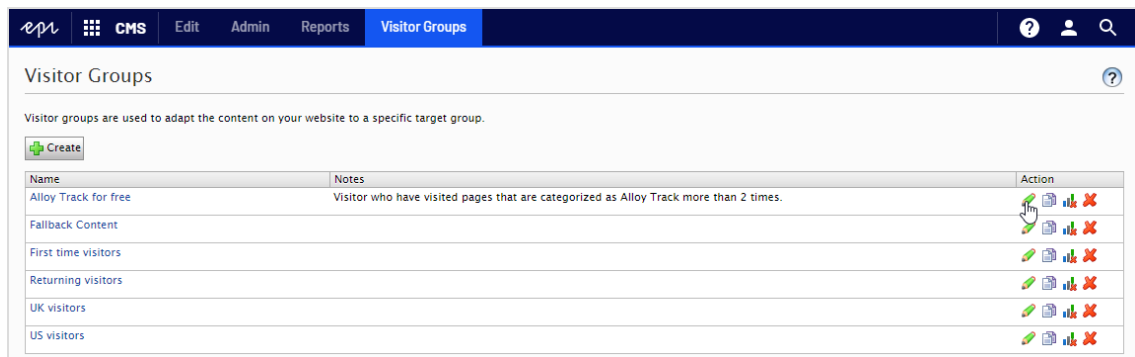 epi CMS Edit Admin Reports Visitor Groups ?
Visitor Groups ?
Visitor groups are used to adapt the content on your website to a specific target group.
Create
Name Notes Action
Alloy Track for free Visitor who have visited pages that are categorized as Alloy Track more than 2 times.
Fallback Content
First time visitors
Returning visitors
UK visitors
US visitors